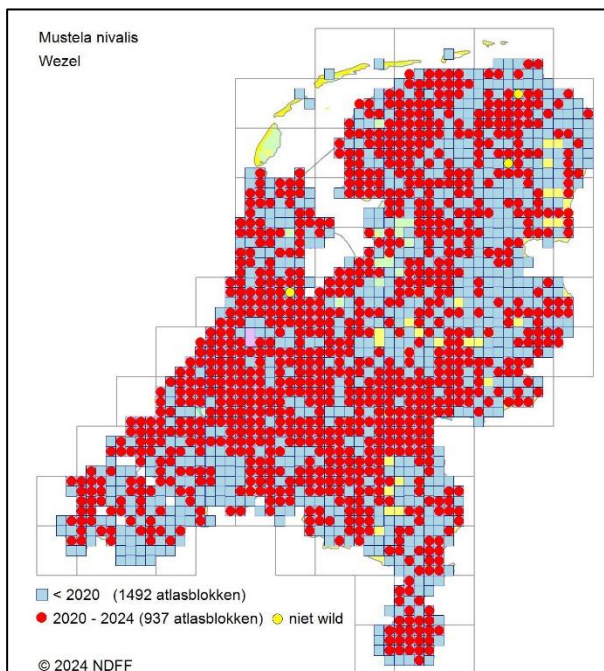 Mustela nivalis
Wezel
< 2020 (1492 atlasblokken)
2020 - 2024 (937 atlasblokken) niet wild
© 2024 NDFF